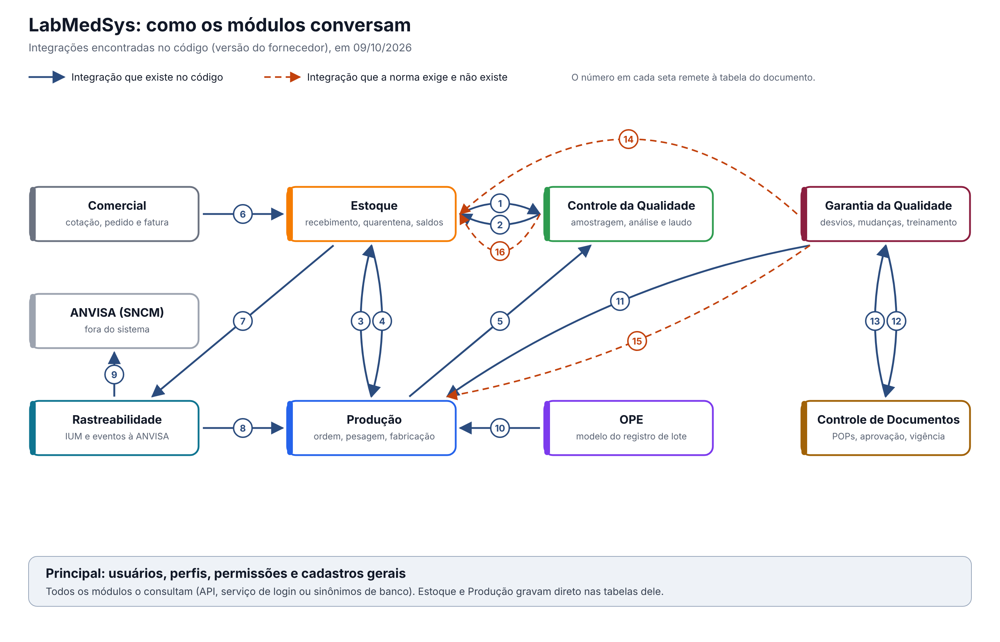 LabMedSys: como os módulos conversam
Integrações encontradas no código (versão do fornecedor), em 09/10/2026
Integração que existe no código
Integração que a norma exige e não existe
O número em cada seta remete à tabela do documento.
14
Comercial
cotação, pedido e fatura
6
Estoque
recebimento, quarentena, saldos
1
2
16
Controle da Qualidade
amostragem, análise e laudo
Garantia da Qualidade
desvios, mudanças, treinamento
ANVISA (SNCM)
fora do sistema
7
3
4
5
11
15
13
12
9
Rastreabilidade
IUM e eventos à ANVISA
8
Produção
ordem, pesagem, fabricação
10
OPE
modelo do registro de lote
Controle de Documentos
POPs, aprovação, vigência
Principal: usuários, perfis, permissões e cadastros gerais
Todos os módulos o consultam (API, serviço de login ou sinônimos de banco). Estoque e Produção gravam direto nas tabelas dele.